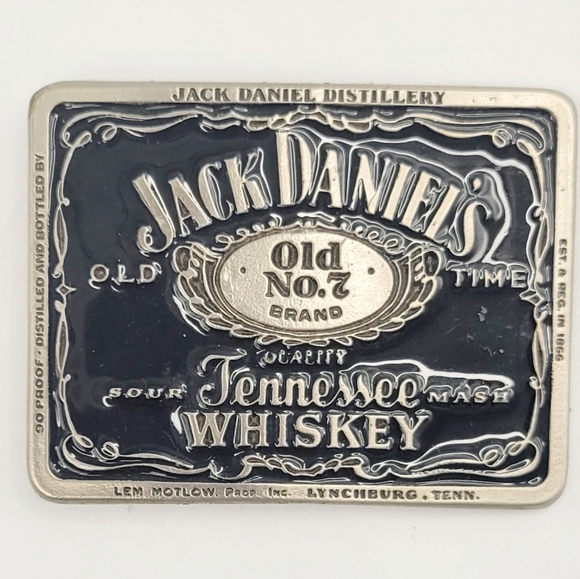 JACK DANIEL DISTILLERY
90 PROOF · DISTILLED AND BOTTLED BY
JACK DANIEL'S
OLD TIME
Old
No.7
BRAND
QUALITY
Tennessee
SOUR MASH
WHISKEY
EST. & REG. IN 1866
LEM MOTLOW, PROP., INC. LYNCHBURG, TENN.